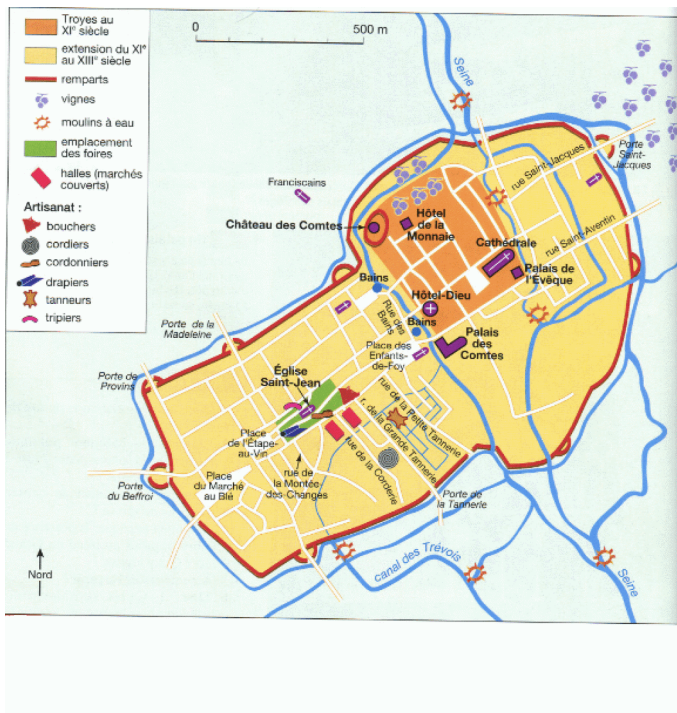 Troyes au
XIe siècle
extension du XIe
au XIIIe siècle
remparts
vignes
moulins à eau
emplacement
des foires
halles (marchés
couverts)
Artisanat :
bouchers
cordiers
cordonniers
drapiers
tanneurs
tripiers
0 500 m
Seine
Porte
Saint-
Jacques
rue Saint-Jacques
Franciscains
Château des Comtes
Hôtel
de la
Monnaie
Cathédrale
rue Saint-Aventin
Palais de
l'Évêque
Bains
Hôtel-Dieu
Rue des
Bains
Bains
Palais
des
Comtes
Place des
Enfants-
de-Foy
Porte de la
Madeleine
Porte de
Provins
Église
Saint-Jean
rue de la Petite Tannerie
r. de la Grande Tannerie
rue de la Corderie
Place
de l'Étape-
au-Vin
rue de
la Montée
des-Changes
Place
du Marché
au Blé
Porte
du Beffroi
Porte de
la Tannerie
canal des Trévois
Seine
Nord